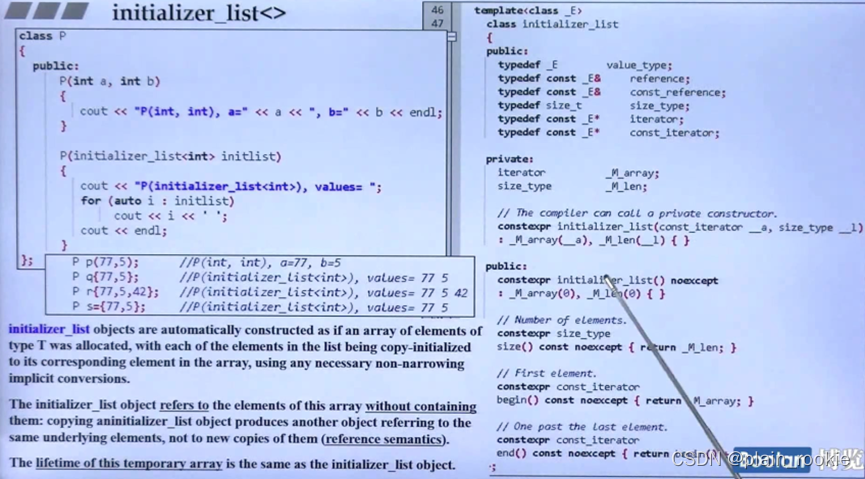 initializer_list<>
class P
{
public:
P(int a, int b)
{
cout << "P(int, int), a=" << a << ", b=" << b << endl;
}
P(initializer_list<int> initlist)
{
cout << "P(initializer_list<int>), values= ";
for (auto i : initlist)
cout << i << ' ';
cout << endl;
}
};
P p(77,5); //P(int, int), a=77, b=5
P q{77,5}; //P(initializer_list<int>), values= 77 5
P r{77,5,42}; //P(initializer_list<int>), values= 77 5 42
P s={77,5}; //P(initializer_list<int>), values= 77 5
initializer_list objects are automatically constructed as if an array of elements of
type T was allocated, with each of the elements in the list being copy-initialized
to its corresponding element in the array, using any necessary non-narrowing
implicit conversions.
The initializer_list object refers to the elements of this array without containing
them: copying aninitializer_list object produces another object referring to the
same underlying elements, not to new copies of them (reference semantics).
The lifetime of this temporary array is the same as the initializer_list object.
46
47
template<class _E>
class initializer_list
{
public:
typedef _E value_type;
typedef const _E& reference;
typedef const _E& const_reference;
typedef size_t size_type;
typedef const _E* iterator;
typedef const _E* const_iterator;
private:
iterator _M_array;
size_type _M_len;
// The compiler can call a private constructor.
constexpr initializer_list(const_iterator __a, size_type __l)
: _M_array(__a), _M_len(__l) { }
public:
constexpr initializer_list() noexcept
: _M_array(0), _M_len(0) { }
// Number of elements.
constexpr size_type
size() const noexcept { return _M_len; }
// First element.
constexpr const_iterator
begin() const noexcept { return _M_array; }
// One past the last element.
constexpr const_iterator
end() const noexcept { return
;
Boolan 博览
CSDN @plain_rookie